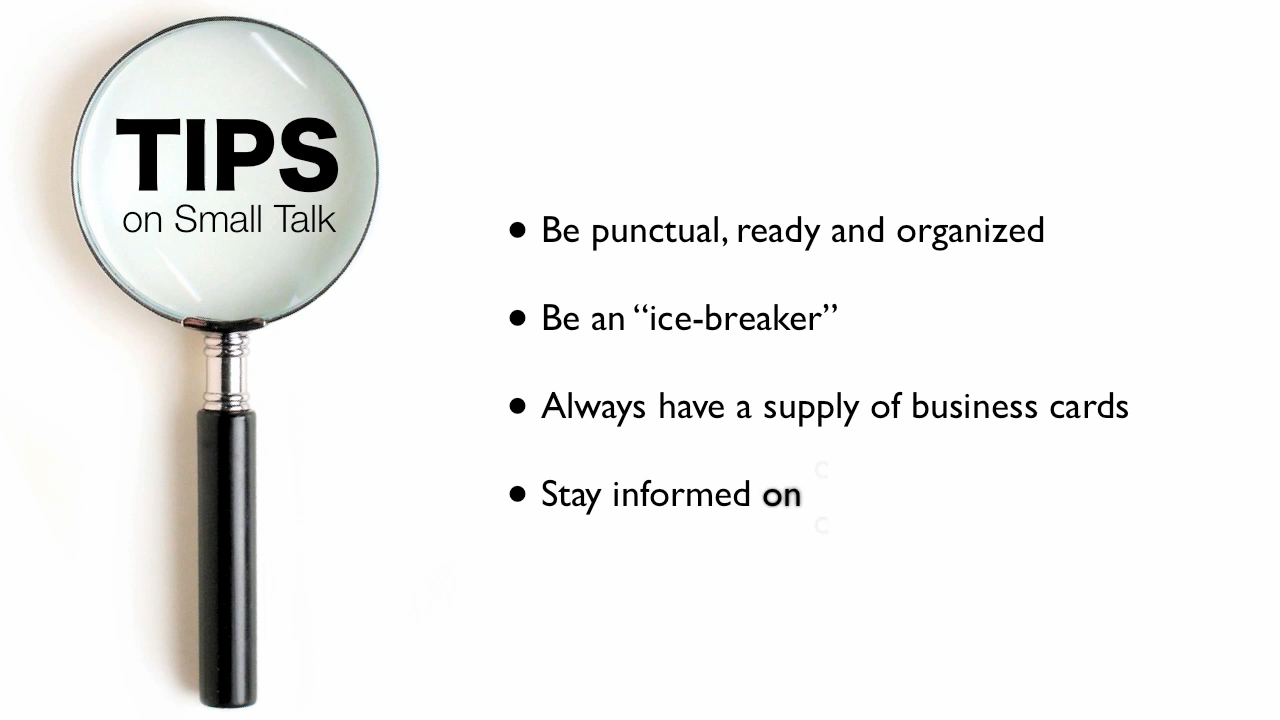 TIPS
on Small Talk
• Be punctual, ready and organized
• Be an “ice-breaker”
• Always have a supply of business cards
• Stay informed on